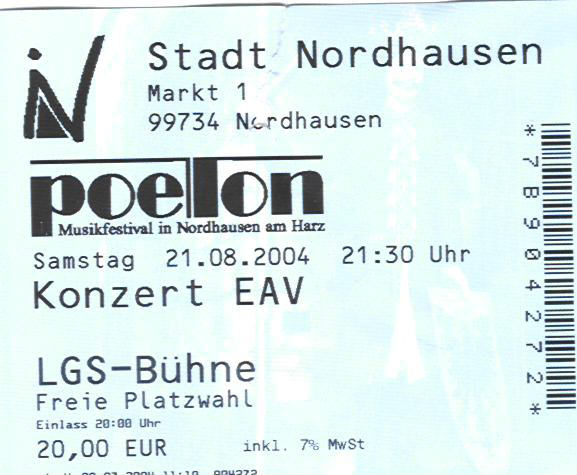 Stadt Nordhausen
Markt 1
99734 Nordhausen
poeton
Musikfestival in Nordhausen am Harz
Samstag 21.08.2004 21:30 Uhr
Konzert EAV
LGS-Bühne
Freie Platzwahl
Einlass 20:00 Uhr
20,00 EUR inkl. 7% MwSt
*7B904272*